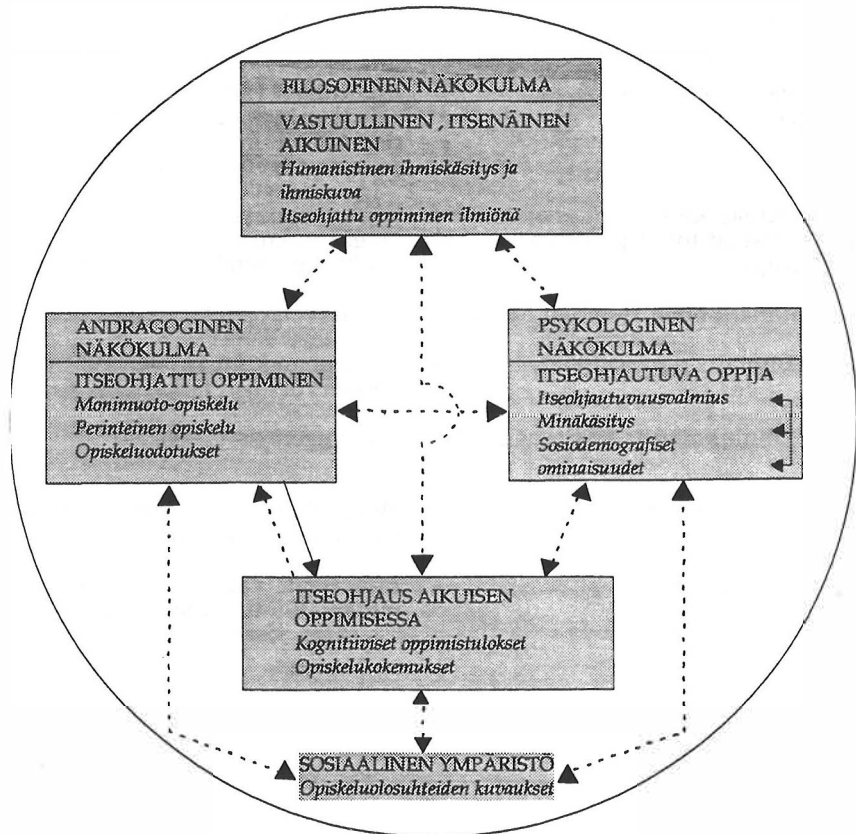 FILOSOFINEN NÄKÖKULMA
VASTUULLINEN , ITSENÄINEN
AIKUINEN
Humanistinen ihmiskäsitys ja
ihmiskuva
Itseohjattu oppiminen ilmiönä
ANDRAGOGINEN
NÄKÖKULMA
ITSEOHJATTU OPPIMINEN
Monimuoto-opiskelu
Perinteinen opiskelu
Opiskeluodotukset
PSYKOLOGINEN
NÄKÖKULMA
ITSEOHJAUTUVA OPPIJA
Itseohjautuvuusvalmius
Minäkäsitys
Sosiodemografiset
ominaisuudet
ITSEOHJAUS AIKUISEN
OPPIMISESSA
Kognitiiviset oppimistulokset
Opiskelukokemukset
SOSIAALINEN YMPÄRISTÖ
Opiskeluolosuhteiden kuvaukset